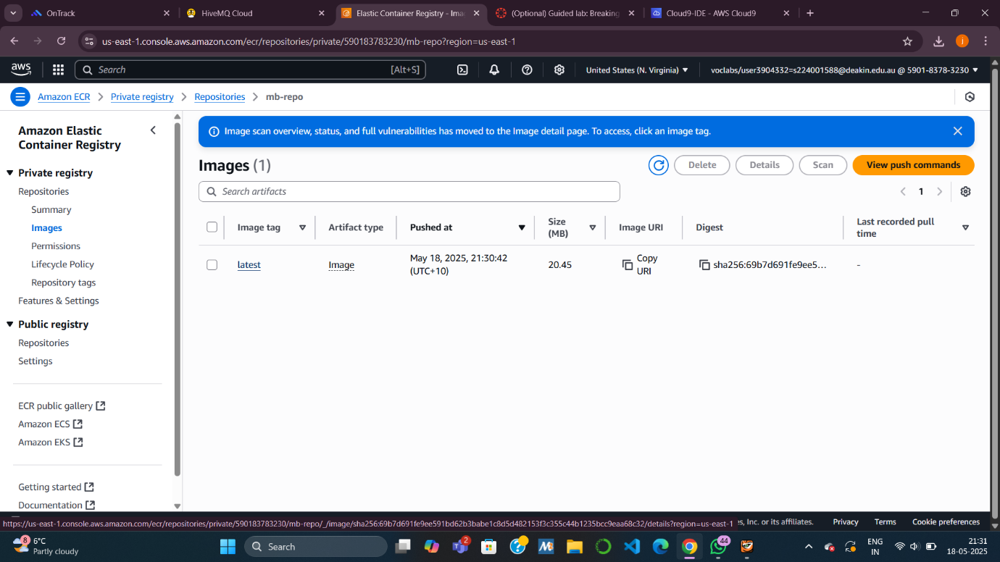 OnTrack
HiveMQ Cloud
Elastic Container Registry - Ima
(Optional) Guided lab: Breaking
Cloud9-IDE - AWS Cloud9
us-east-1.console.aws.amazon.com/ecr/repositories/private/590183783230/mb-repo?region=us-east-1
j
aws
Search
[Alt+S]
United States (N. Virginia)
voclabs/user3904332=s224001588@deakin.edu.au @ 5901-8378-3230
Amazon ECR
Private registry
Repositories
mb-repo
Amazon Elastic
Container Registry
Private registry
Repositories
Summary
Images
Permissions
Lifecycle Policy
Repository tags
Features & Settings
Public registry
Repositories
Settings
ECR public gallery
Amazon ECS
Amazon EKS
Getting started
Documentation
Image scan overview, status, and full vulnerabilities has moved to the Image detail page. To access, click an image tag.
Images (1)
Delete
Details
Scan
View push commands
Search artifacts
1
Image tag
Artifact type
Pushed at
Size
(MB)
Image URI
Digest
Last recorded pull
time
latest
Image
May 18, 2025, 21:30:42
(UTC+10)
20.45
Copy
URI
sha256:69b7d691fe9ee5...
-
https://us-east-1.console.aws.amazon.com/ecr/repositories/private/590183783230/mb-repo/_/image/sha256:69b7d691fe9ee591bd62b3babe1c8d5d482153f3c355c44b1235bcc9eaa68c32/details?region=us-east-1
es, Inc. or its affiliates.
Privacy
Terms
Cookie preferences
8
6°C
Partly cloudy
Search
2
44
ENG
IN
21:31
18-05-2025